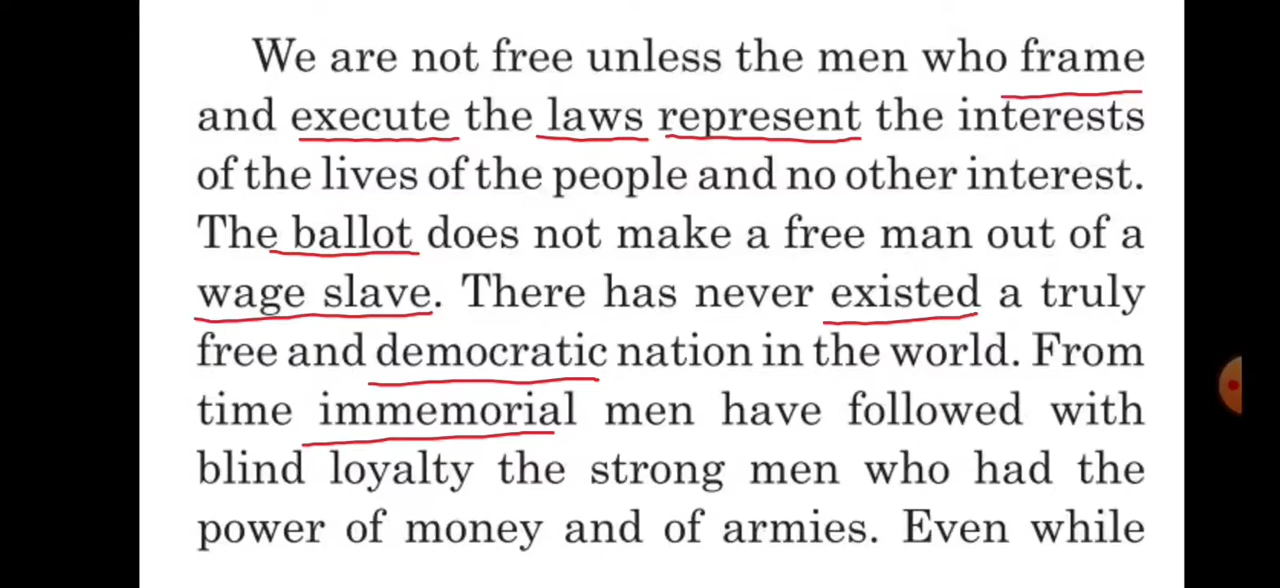 We are not free unless the men who frame
and execute the laws represent the interests
of the lives of the people and no other interest.
The ballot does not make a free man out of a
wage slave. There has never existed a truly
free and democratic nation in the world. From
time immemorial men have followed with
blind loyalty the strong men who had the
power of money and of armies. Even while